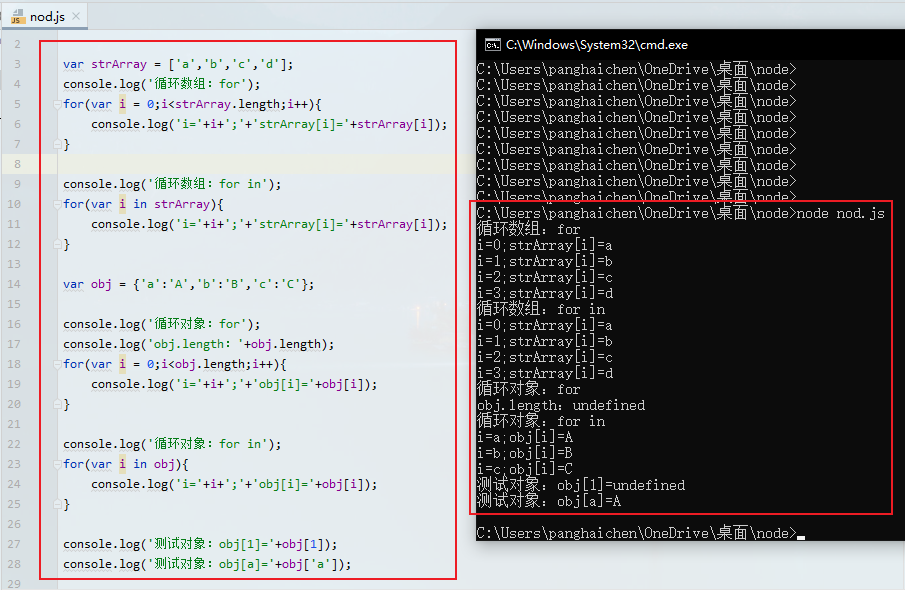 nod.js
2
3 var strArray = ['a','b','c','d'];
4 console.log('循环数组：for');
5 for(var i = 0;i<strArray.length;i++){
6 console.log('i='+i+';'+'strArray[i]='+strArray[i]);
7 }
8
9 console.log('循环数组：for in');
10 for(var i in strArray){
11 console.log('i='+i+';'+'strArray[i]='+strArray[i]);
12 }
13
14 var obj = {'a':'A','b':'B','c':'C'};
15
16 console.log('循环对象：for');
17 console.log('obj.length：'+obj.length);
18 for(var i = 0;i<obj.length;i++){
19 console.log('i='+i+';'+'obj[i]='+obj[i]);
20 }
21
22 console.log('循环对象：for in');
23 for(var i in obj){
24 console.log('i='+i+';'+'obj[i]='+obj[i]);
25 }
26
27 console.log('测试对象：obj[1]='+obj[1]);
28 console.log('测试对象：obj[a]='+obj['a']);
29
C:\Windows\System32\cmd.exe
C:\Users\panghaichen\OneDrive\桌面\node>
C:\Users\panghaichen\OneDrive\桌面\node>
C:\Users\panghaichen\OneDrive\桌面\node>
C:\Users\panghaichen\OneDrive\桌面\node>
C:\Users\panghaichen\OneDrive\桌面\node>
C:\Users\panghaichen\OneDrive\桌面\node>
C:\Users\panghaichen\OneDrive\桌面\node>
C:\Users\panghaichen\OneDrive\桌面\node>
C:\Users\panghaichen\OneDrive\桌面\node>
C:\Users\panghaichen\OneDrive\桌面\node>node nod.js
循环数组：for
i=0;strArray[i]=a
i=1;strArray[i]=b
i=2;strArray[i]=c
i=3;strArray[i]=d
循环数组：for in
i=0;strArray[i]=a
i=1;strArray[i]=b
i=2;strArray[i]=c
i=3;strArray[i]=d
循环对象：for
obj.length：undefined
循环对象：for in
i=a;obj[i]=A
i=b;obj[i]=B
i=c;obj[i]=C
测试对象：obj[1]=undefined
测试对象：obj[a]=A
C:\Users\panghaichen\OneDrive\桌面\node>